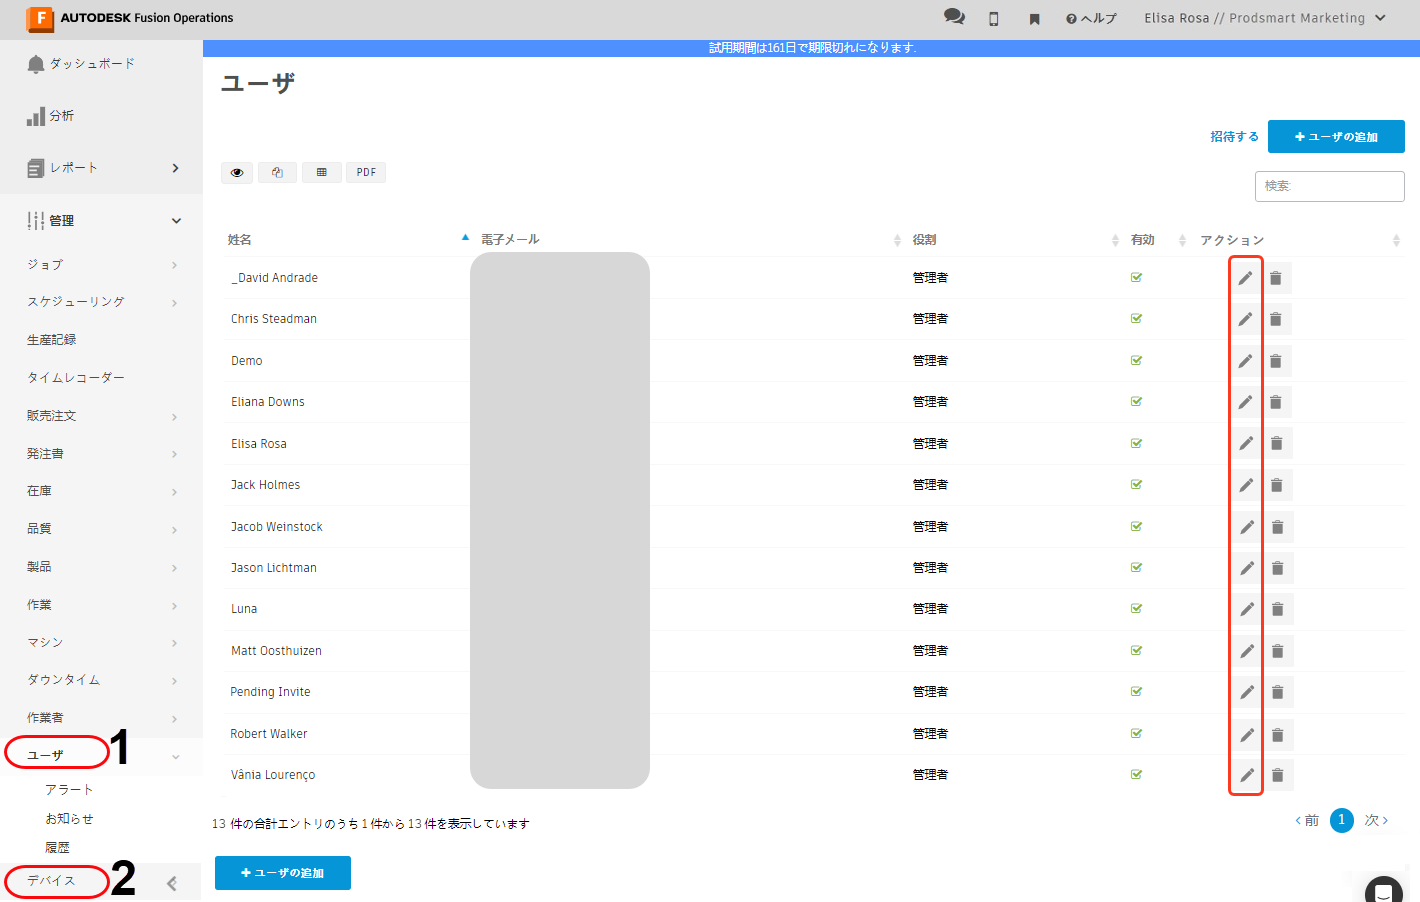 AUTODESK Fusion Operations
ヘルプ
Elisa Rosa // Prodsmart Marketing
試用期間は161日で期限切れになります.
ダッシュボード
分析
レポート
管理
ジョブ
スケジューリング
生産記録
タイムレコーダー
販売注文
発注書
在庫
品質
製品
作業
マシン
ダウンタイム
作業者
ユーザ 1
アラート
お知らせ
履歴
デバイス 2
ユーザ
招待する
+ ユーザの追加
PDF
検索:
姓名 電子メール 役割 有効 アクション
_David Andrade 管理者
Chris Steadman 管理者
Demo 管理者
Eliana Downs 管理者
Elisa Rosa 管理者
Jack Holmes 管理者
Jacob Weinstock 管理者
Jason Lichtman 管理者
Luna 管理者
Matt Oosthuizen 管理者
Pending Invite 管理者
Robert Walker 管理者
Vânia Lourenço 管理者
13 件の合計エントリのうち 1 件から 13 件を表示しています
‹ 前 1 次 ›
+ ユーザの追加